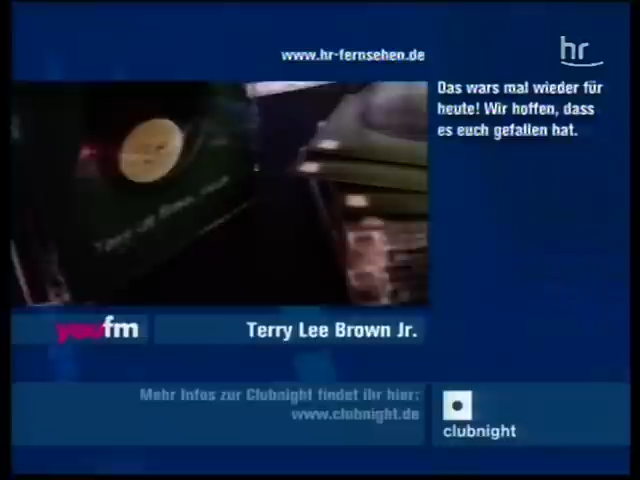 www.hr-fernsehen.de
hr
Das wars mal wieder für
heute! Wir hoffen, dass
es euch gefallen hat.
youfm
Terry Lee Brown Jr.
Mehr Infos zur Clubnight findet ihr hier:
www.clubnight.de
clubnight